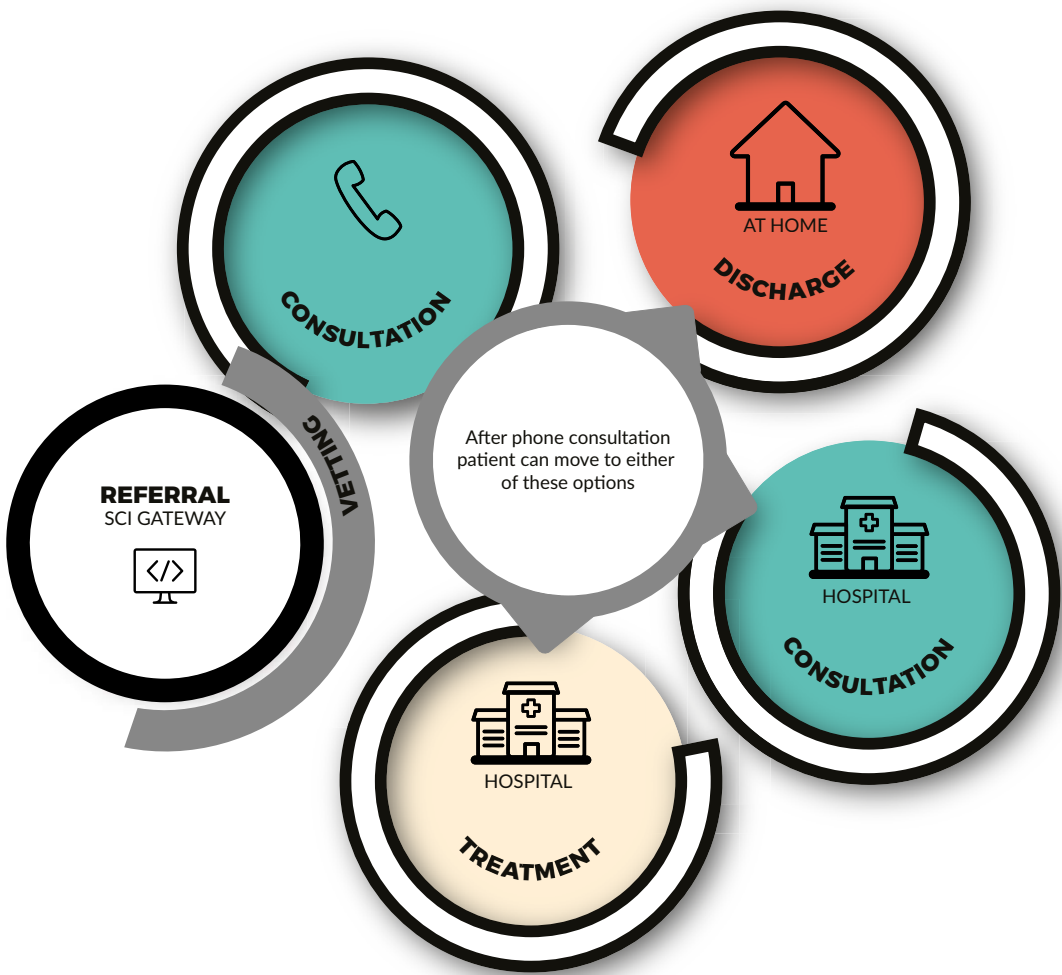 REFERRAL
SCI GATEWAY
</>
VETTING
CONSULTATION
After phone consultation
patient can move to either
of these options
AT HOME
DISCHARGE
HOSPITAL
CONSULTATION
HOSPITAL
TREATMENT